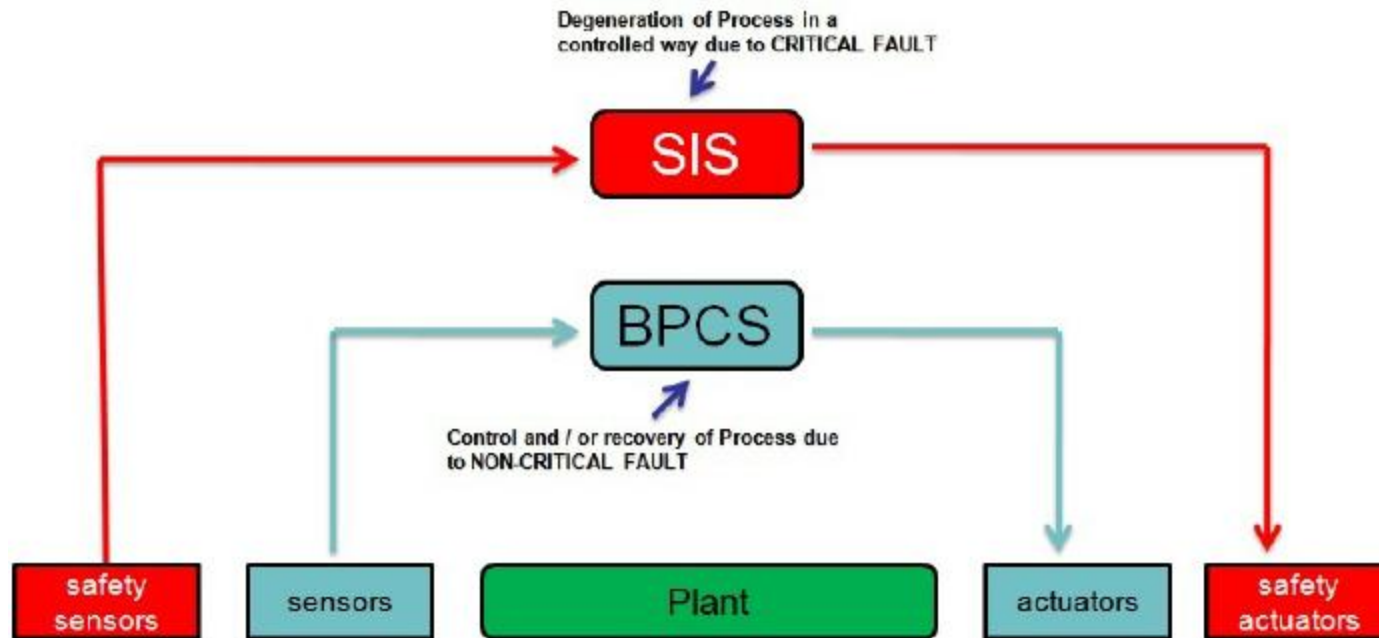 Degeneration of Process in a
controlled way due to CRITICAL FAULT
SIS
BPCS
Control and / or recovery of Process due
to NON-CRITICAL FAULT
safety
sensors
sensors
Plant
actuators
safety
actuators